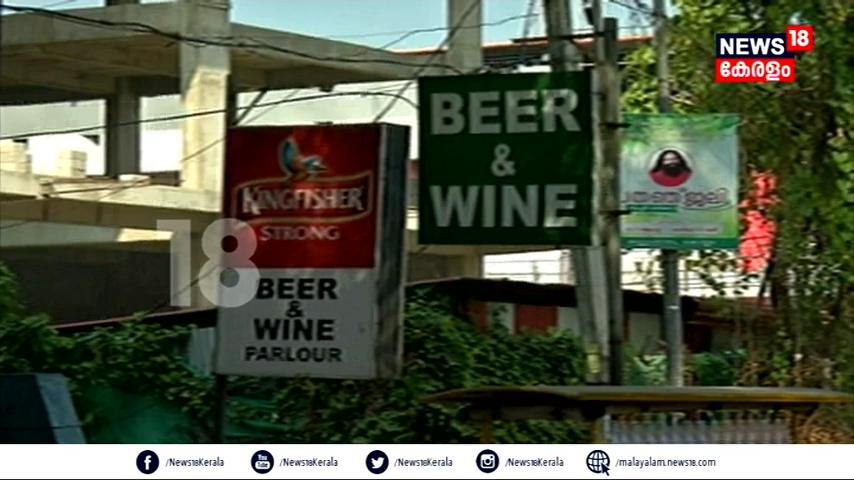 NEWS 18
കേരളം
BEER
&
WINE
KINGFISHER
STRONG
18
BEER
&
WINE
PARLOUR
/News18Kerala
/News18Kerala
/News18Kerala
/News18Kerala
/malayalam.news18.com